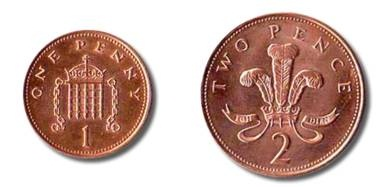 ONE PENNY
1
TWO PENCE
ICH DIEN
2